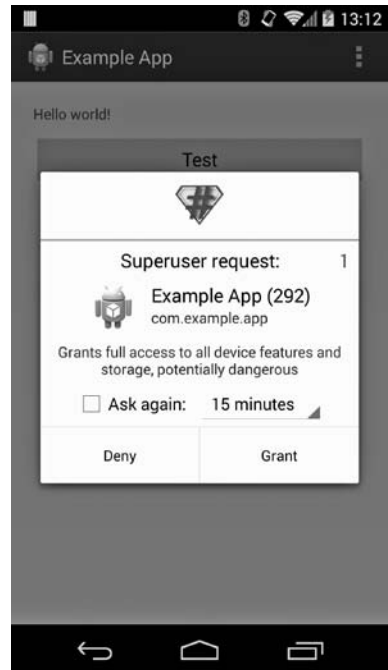 13:12
Example App
Hello world!
Test
#
Superuser request: 1
Example App (292)
com.example.app
Grants full access to all device features and
storage, potentially dangerous
Ask again: 15 minutes
Deny Grant